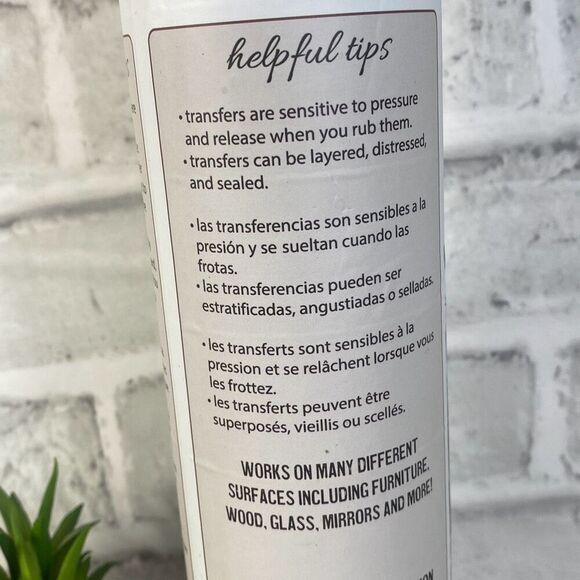 helpful tips
• transfers are sensitive to pressure
and release when you rub them.
• transfers can be layered, distressed,
and sealed.
• las transferencias son sensibles a la
presión y se sueltan cuando las
frotas.
• las transferencias pueden ser
estratificadas, angustiadas o selladas.
• les transferts sont sensibles à la
pression et se relâchent lorsque vous
les frottez.
• les transferts peuvent être
superposés, vieillis ou scellés.
WORKS ON MANY DIFFERENT
SURFACES INCLUDING FURNITURE,
WOOD, GLASS, MIRRORS AND MORE!